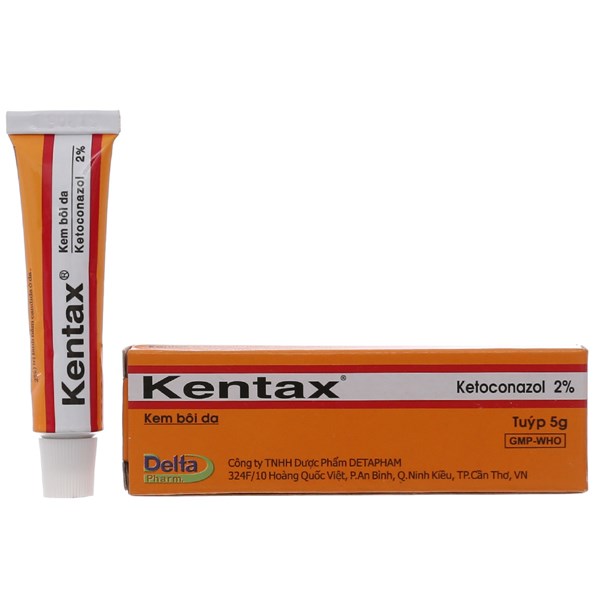 Kentax®
Kem bôi da
Ketoconazol 2%
Kentax®
Ketoconazol 2%
Kem bôi da
Tuýp 5g
GMP-WHO
Delta
Pharm
Công ty TNHH Dược Phẩm DETAPHAM
324F/10 Hoàng Quốc Việt, P.An Bình, Q.Ninh Kiều, TP.Cần Thơ, VN